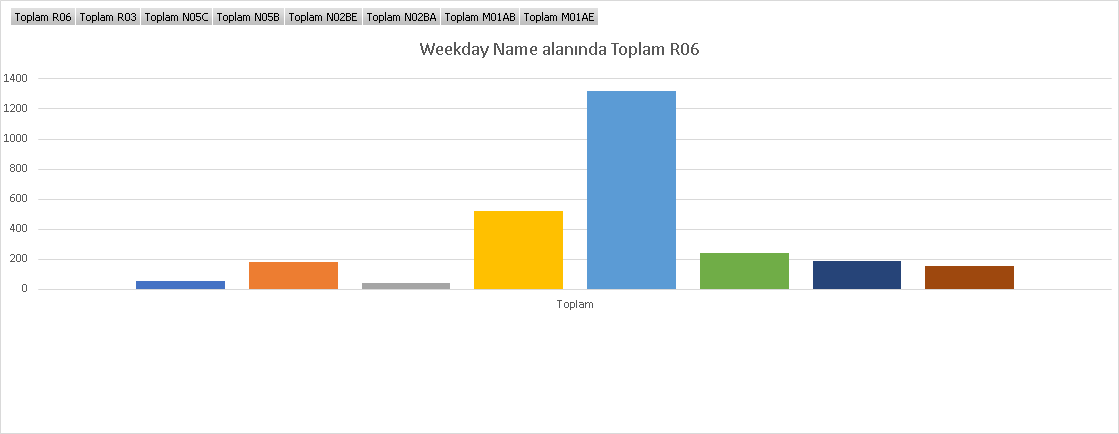 Toplam R06 Toplam R03 Toplam N05C Toplam N05B Toplam N02BE Toplam N02BA Toplam M01AB Toplam M01AE
Weekday Name alanında Toplam R06
1400
1200
1000
800
600
400
200
0
Toplam